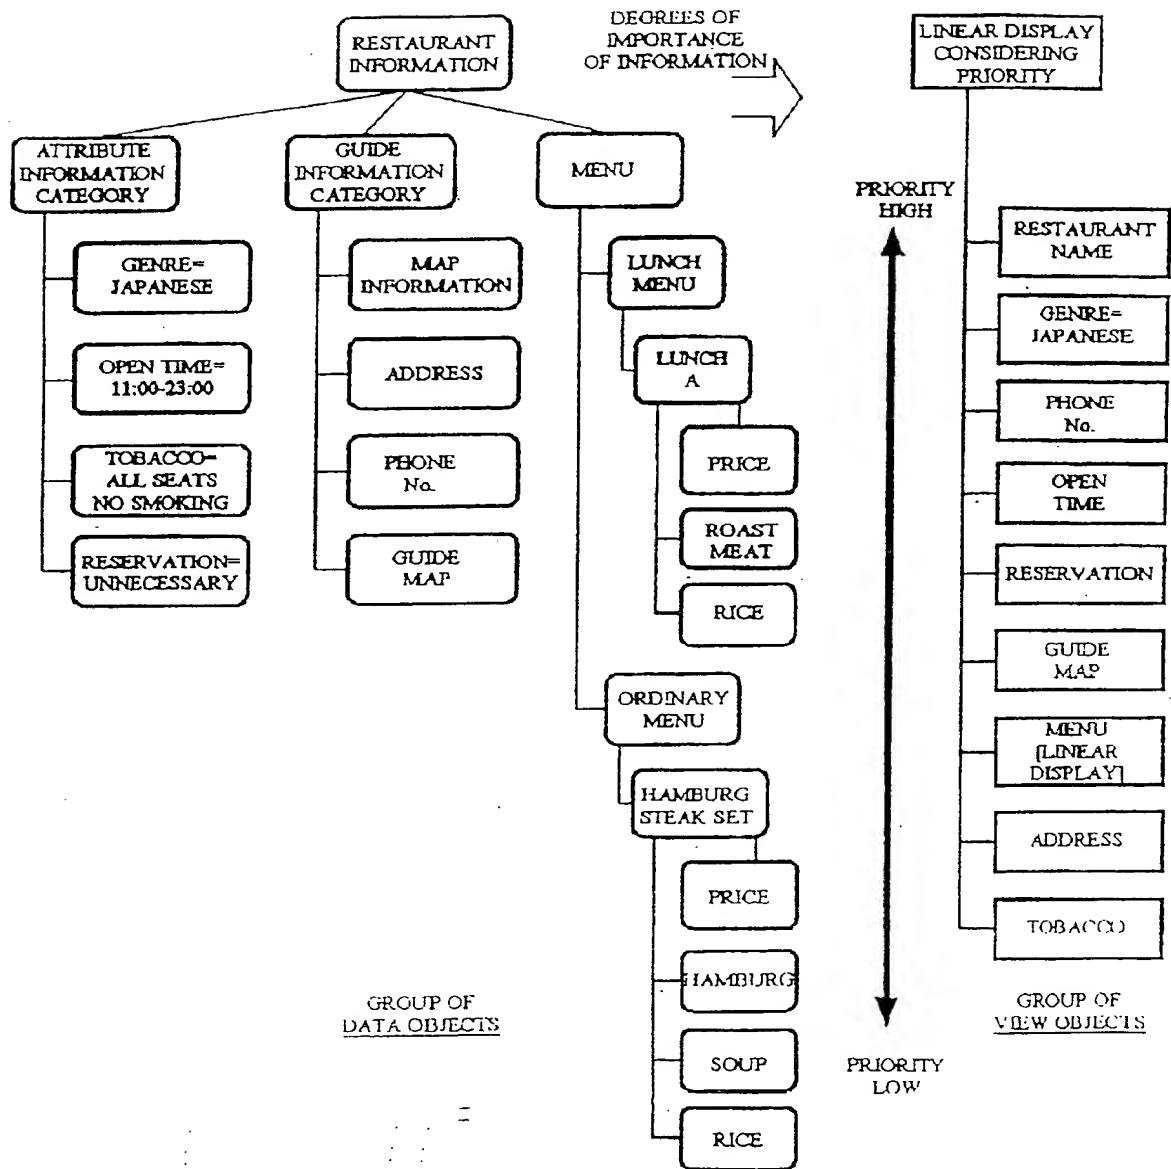 RESTAURANT
INFORMATION
DEGREES OF
IMPORTANCE
OF INFORMATION
LINEAR DISPLAY
CONSIDERING
PRIORITY
ATTRIBUTE
INFORMATION
CATEGORY
GENRE=
JAPANESE
OPEN TIME=
11:00-23:00
TOBACCO=
ALL SEATS
NO SMOKING
RESERVATION=
UNNECESSARY
GUIDE
INFORMATION
CATEGORY
MAP
INFORMATION
ADDRESS
PHONE
No.
GUIDE
MAP
MENU
LUNCH
MENU
LUNCH
A
PRICE
ROAST
MEAT
RICE
ORDINARY
MENU
HAMBURG
STEAK SET
PRICE
HAMBURG
SOUP
RICE
GROUP OF
DATA OBJECTS
PRIORITY
HIGH
PRIORITY
LOW
RESTAURANT
NAME
GENRE=
JAPANESE
PHONE
No.
OPEN
TIME
RESERVATION
GUIDE
MAP
MENU
[LINEAR
DISPLAY]
ADDRESS
TOBACCO
GROUP OF
VIEW OBJECTS